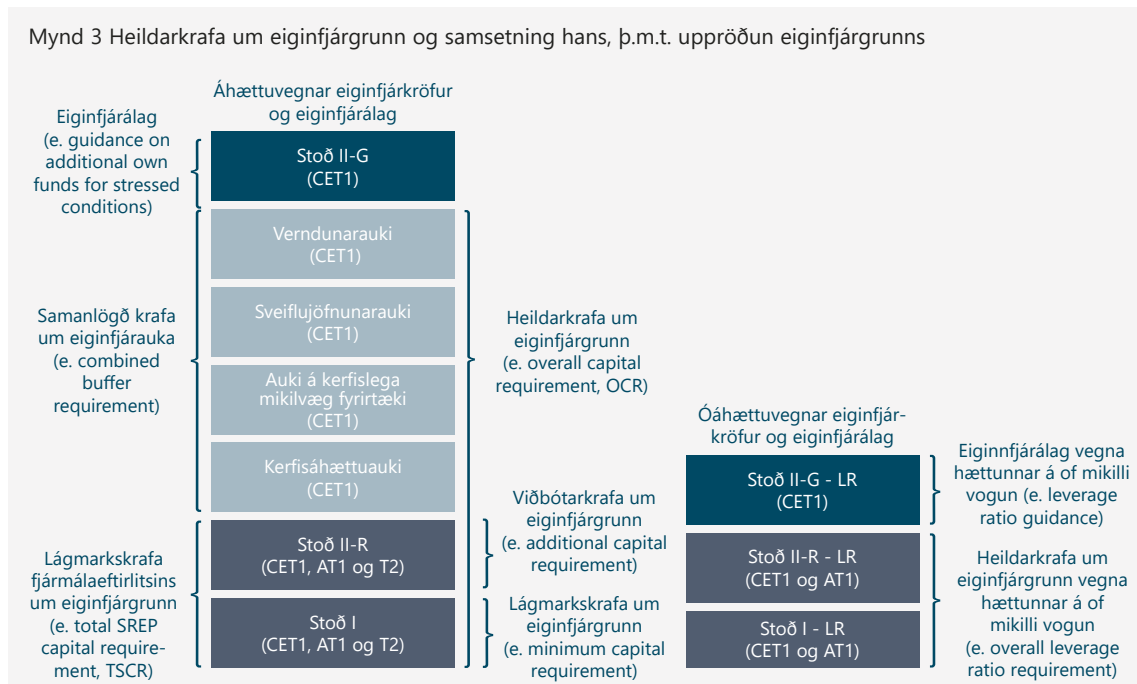 Mynd 3 Heildarkrafa um eiginfjárgrunn og samsetning hans, þ.m.t. uppröðun eiginfjárgrunns
Áhættuvegnar eiginfjárkröfur
og eiginfjárálag
Eiginfjárálag
(e. guidance on
additional own
funds for stressed
conditions)
Stoð II-G
(CET1)
Verndunarauki
(CET1)
Sveiflujöfnunarauki
(CET1)
Auki á kerfislega
mikilvæg fyrirtæki
(CET1)
Kerfisáhættuauki
(CET1)
Samanlögð krafa
um eiginfjárauka
(e. combined
buffer
requirement)
Heildarkrafa um
eiginfjárgrunn
(e. overall capital
requirement, OCR)
Stoð II-R
(CET1, AT1 og T2)
Stoð I
(CET1, AT1 og T2)
Lágmarkskrafa
fjármálaeftirlitsins
um eiginfjárgrunn
(e. total SREP
capital require-
ment, TSCR)
Viðbótarkrafa um
eiginfjárgrunn
(e. additional capital
requirement)
Lágmarkskrafa um
eiginfjárgrunn
(e. minimum capital
requirement)
Óáhættuvegnar eiginfjár-
kröfur og eiginfjárálag
Stoð II-G - LR
(CET1)
Stoð II-R - LR
(CET1 og AT1)
Stoð I - LR
(CET1 og AT1)
Eiginnfjárálag vegna
hættunnar á of mikilli
vogun (e. leverage
ratio guidance)
Heildarkrafa um
eiginfjárgrunn vegna
hættunnar á of
mikilli vogun
(e. overall leverage
ratio requirement)